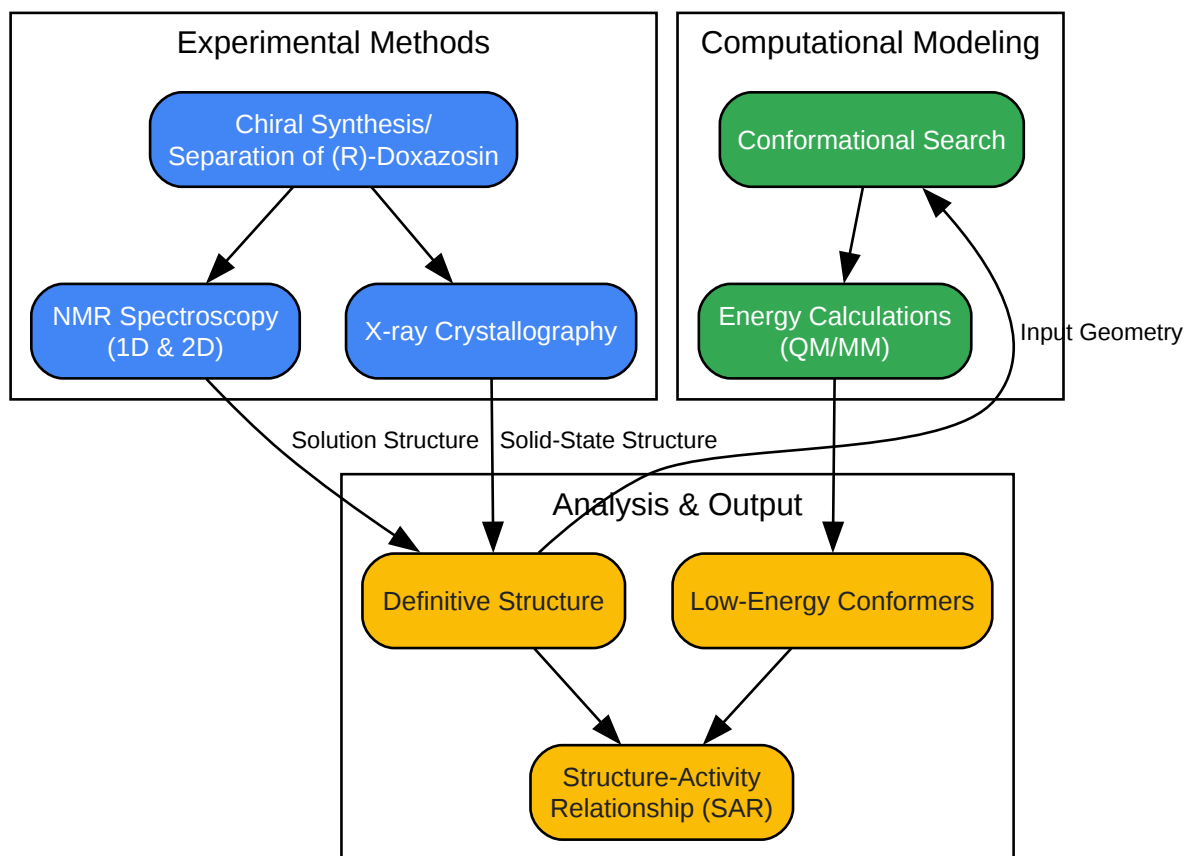 Experimental Methods
Computational Modeling
Chiral Synthesis/
Separation of (R)-Doxazosin
Conformational Search
NMR Spectroscopy
(1D & 2D)
X-ray Crystallography
Energy Calculations
(QM/MM)
Input Geometry
Solution Structure
Solid-State Structure
Analysis & Output
Definitive Structure
Low-Energy Conformers
Structure-Activity
Relationship (SAR)